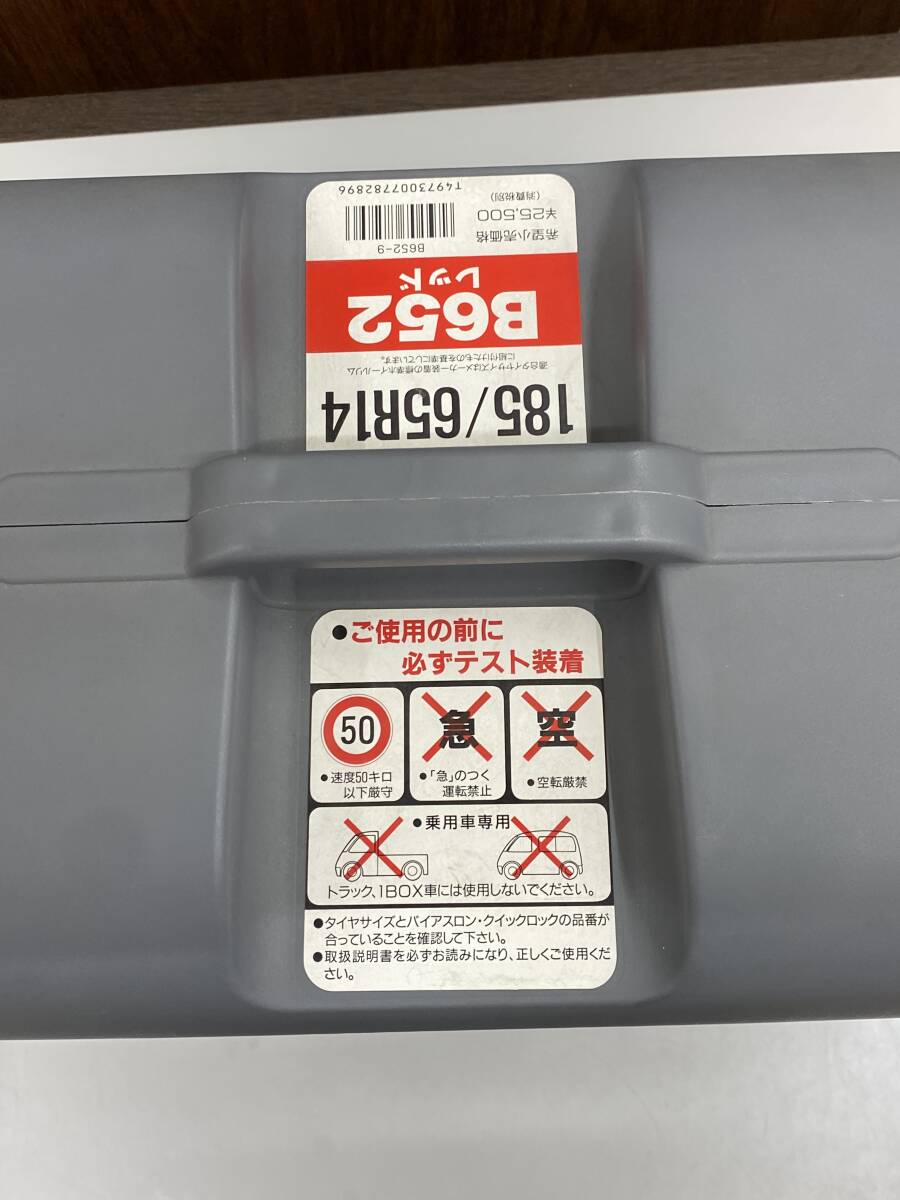 185/65R14
適合タイヤサイズはメーカー装着の標準ホイールリム
に組付けたものを基準にしています。
B652
レッド
希望小売価格
¥25,500
(消費税別)
B652-9
T4973007782896
●ご使用の前に
必ずテスト装着
50
急
空
●速度50キロ
以下厳守
●「急」のつく
運転禁止
●空転厳禁
●乗用車専用
トラック、1BOX車には使用しないでください。
●タイヤサイズとバイアスロン・クイックロックの品番が
合っていることを確認して下さい。
●取扱説明書を必ずお読みになり、正しくご使用くだ
さい。